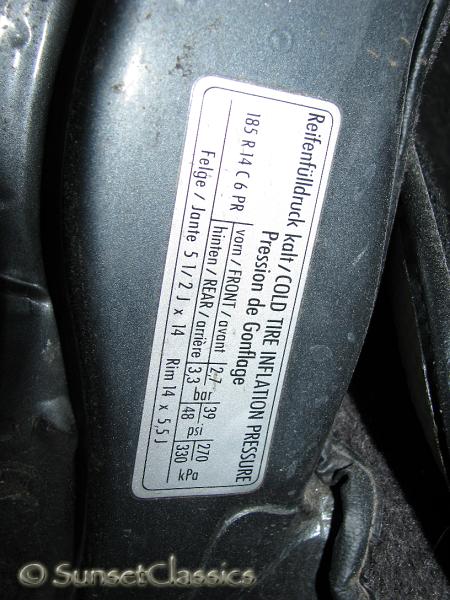 Reifenfülldruck kalt/COLD TIRE INFLATION PRESSURE
Pression de Gonflage
185 R 14 C 6 PR
vorn/FRONT/avant 2,7 39 270
hinten/REAR/arrière 3,3 48 330
bar psi kPa
Felge/Jante 5 1/2 J x 14 Rim 14 x 5,5 J
© SunsetClassics